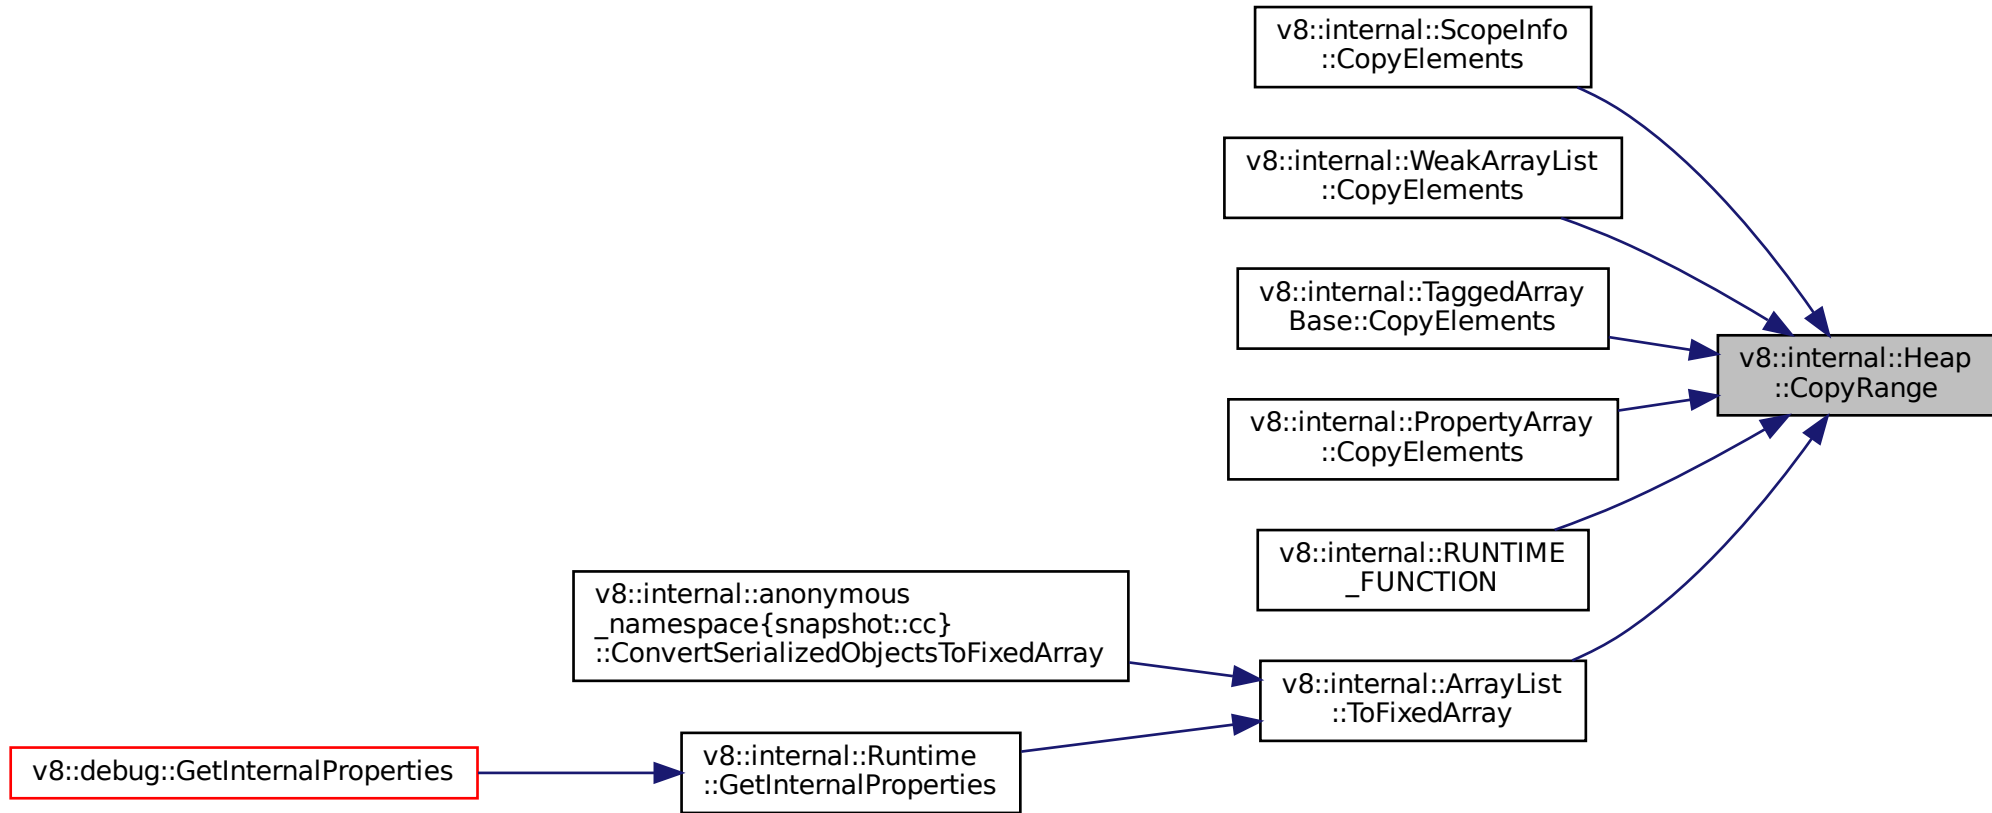 v8::internal::ScopeInfo
::CopyElements
v8::internal::WeakArrayList
::CopyElements
v8::internal::TaggedArray
Base::CopyElements
v8::internal::Heap
::CopyRange
v8::internal::PropertyArray
::CopyElements
v8::internal::RUNTIME
_FUNCTION
v8::internal::anonymous
_namespace{snapshot::cc}
::ConvertSerializedObjectsToFixedArray
v8::internal::ArrayList
::ToFixedArray
v8::internal::Runtime
::GetInternalProperties
v8::debug::GetInternalProperties